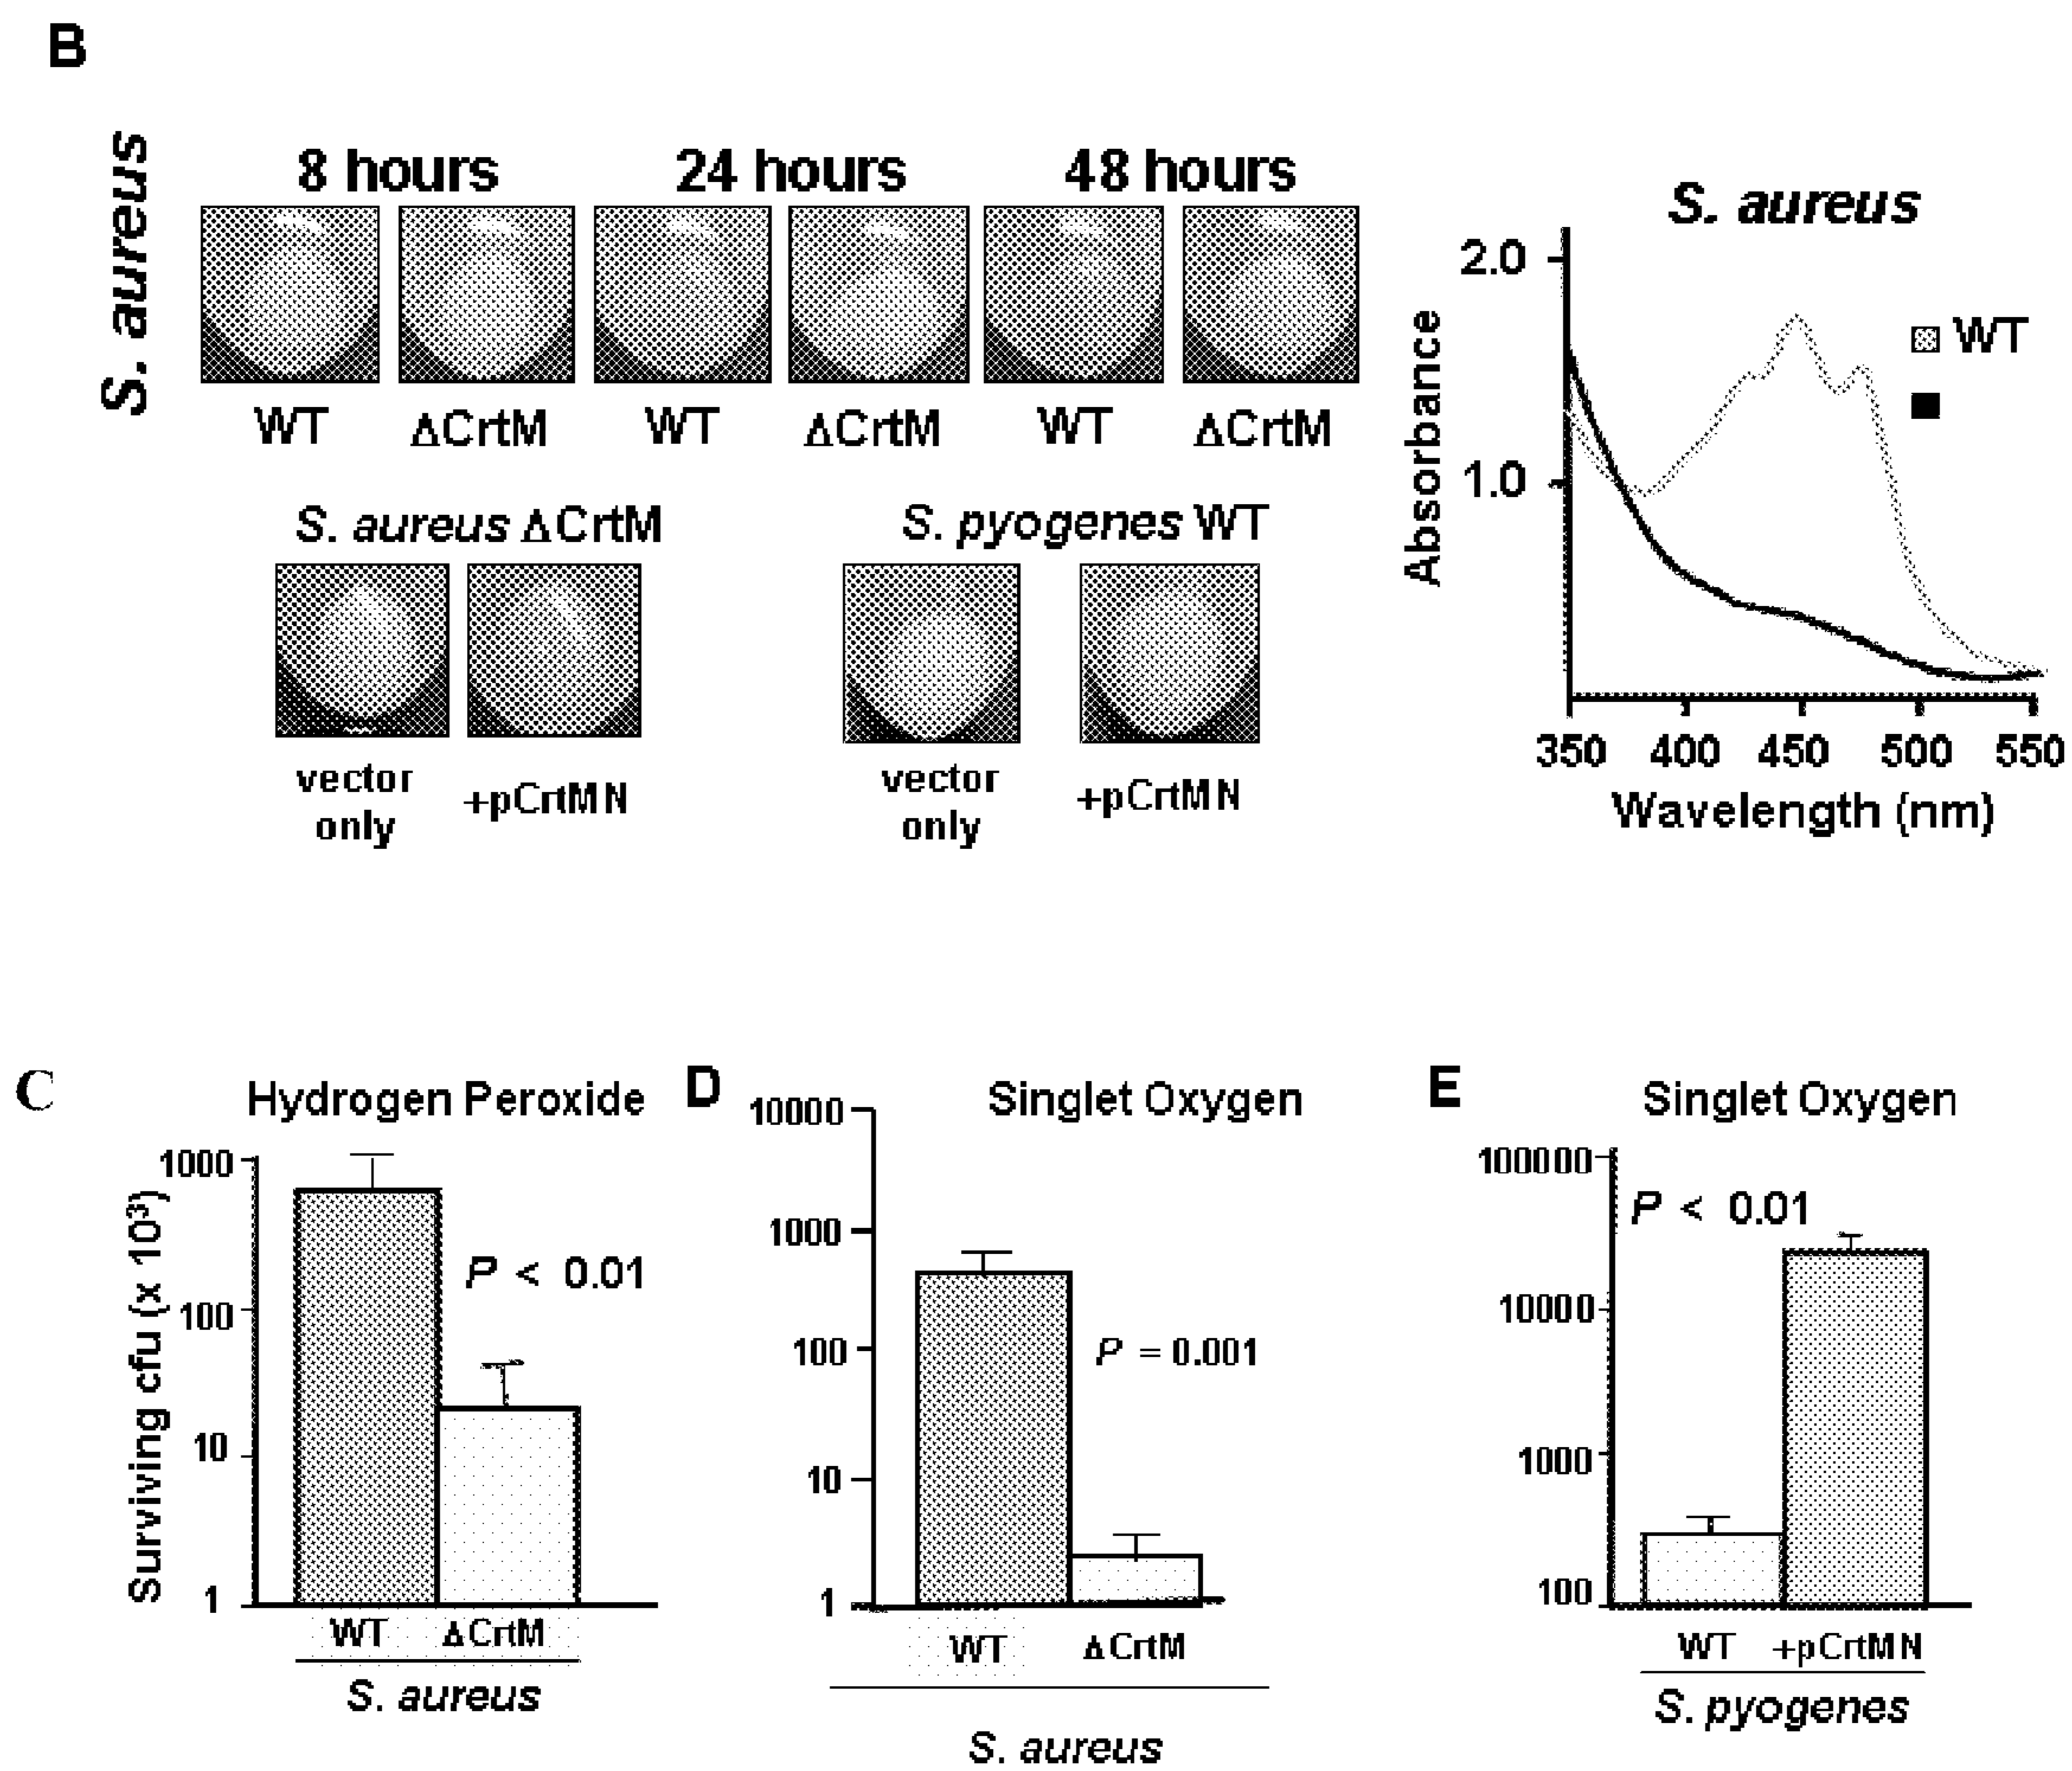 B
S. aureus
8 hours 24 hours 48 hours
WT ΔCrtM WT ΔCrtM WT ΔCrtM
S. aureus ΔCrtM S. pyogenes WT
vector only +pCrtMN vector only +pCrtMN
S. aureus
Absorbance
2.0
1.0
WT
350 400 450 500 550
Wavelength (nm)
C
Hydrogen Peroxide
Surviving cfu (x 10³)
1000
100
10
1
P < 0.01
WT ΔCrtM
S. aureus
D
Singlet Oxygen
10000
1000
100
10
1
P = 0.001
WT ΔCrtM
S. aureus
E
Singlet Oxygen
100000
10000
1000
100
P < 0.01
WT +pCrtMN
S. pyogenes